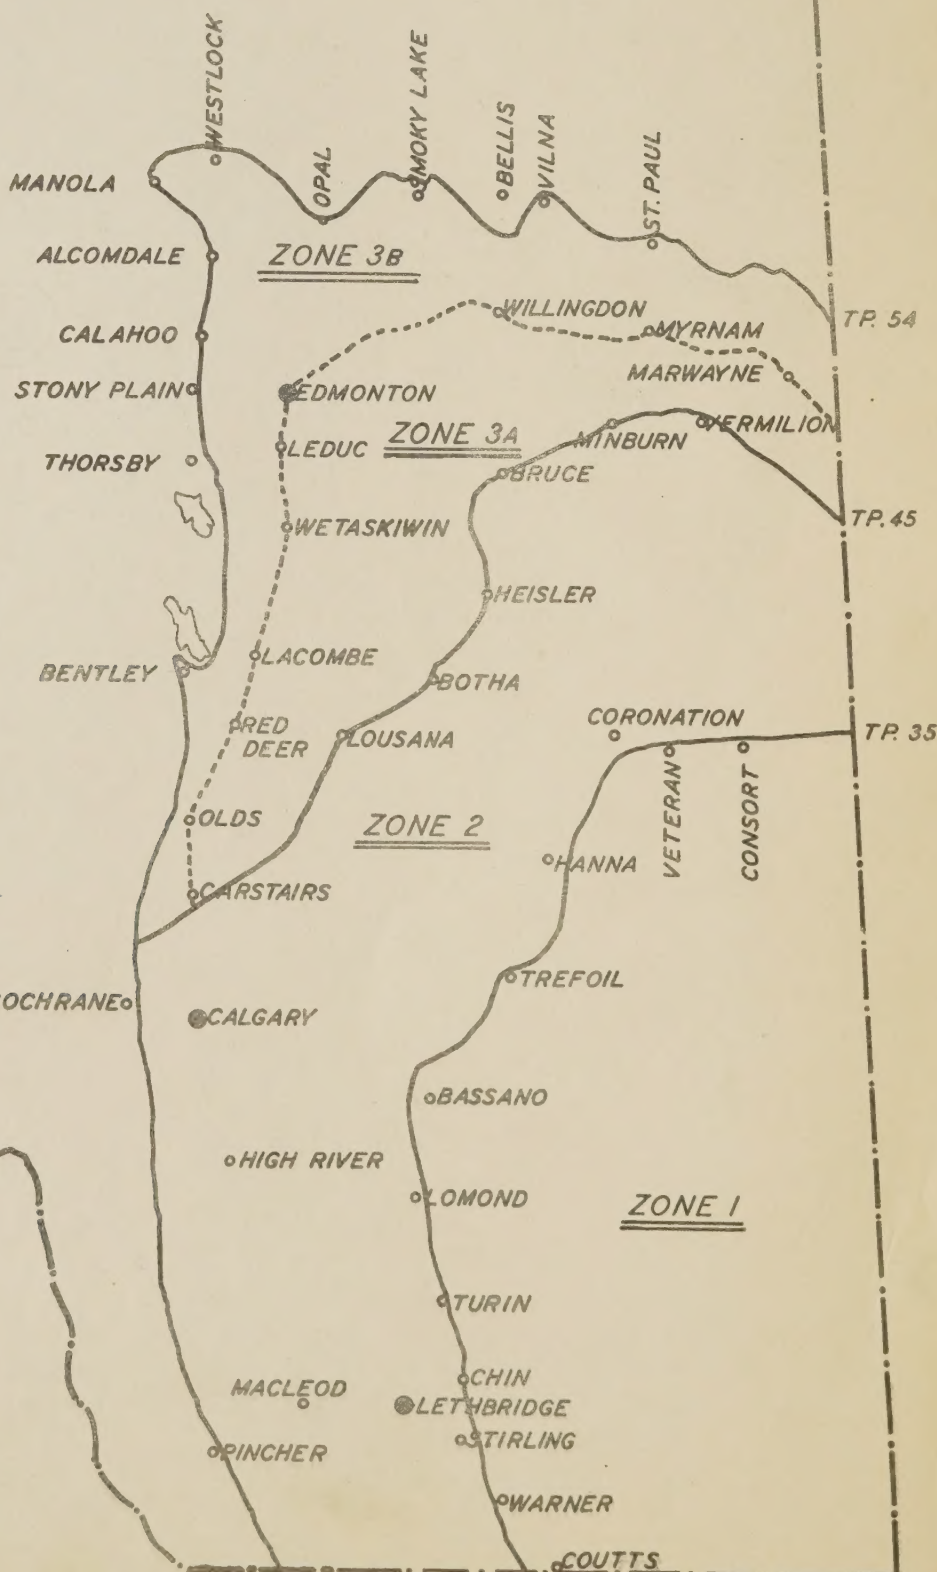 WESTLOCK
SMOKY LAKE
BELLIS
VILNA
MANOLA
OPAL
ST. PAUL
ALCOMDALE
ZONE 3B
WILLINGDON
TP. 54
CALAHOO
MYRNAM
MARWAYNE
STONY PLAIN
EDMONTON
LEDUC
ZONE 3A
MINBURN
VERMILION
THORSBY
BRUCE
WETASKIWIN
TP. 45
HEISLER
LACOMBE
BENTLEY
BOTHA
CORONATION
RED
DEER
LOUSANA
TP. 35
VETERAN
CONSORT
OLDS
ZONE 2
HANNA
CARSTAIRS
TREFOIL
OCHRANE
CALGARY
BASSANO
HIGH RIVER
LOMOND
ZONE 1
TURIN
CHIN
MACLEOD
LETHBRIDGE
STIRLING
PINCHER
WARNER
COUTTS